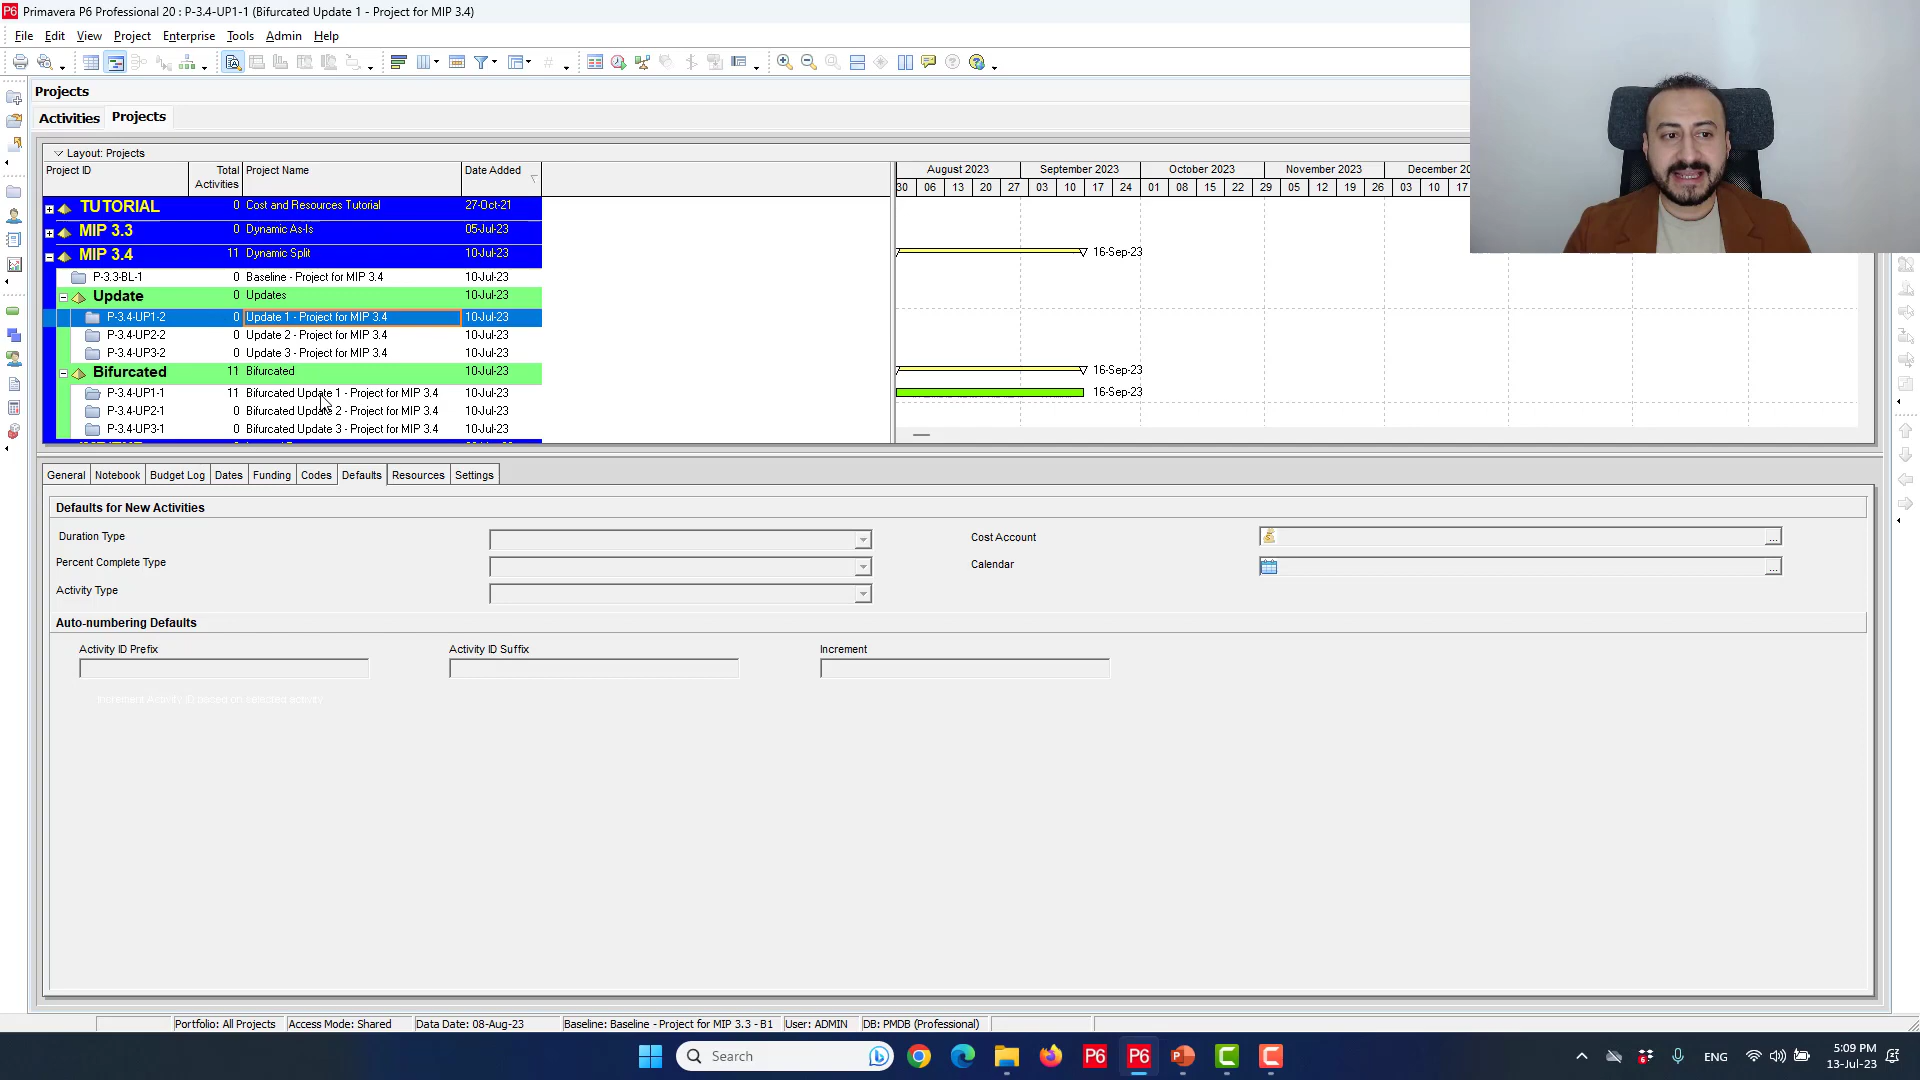 Primavera P6 Professional 20 : P-3.4-UP1-1 (Bifurcated Update 1 - Project for MIP 3.4)
File Edit View Project Enterprise Tools Admin Help
Projects
Activities Projects
Layout: Projects
Project ID Total Activities Project Name Date Added
August 2023 September 2023 October 2023 November 2023 December 20
30 06 13 20 27 03 10 17 24 01 08 15 22 29 05 12 19 26 03 10 17
TUTORIAL 0 Cost and Resources Tutorial 27-Oct-21
MIP 3.3 0 Dynamic As-Is 05-Jul-23
MIP 3.4 11 Dynamic Split 10-Jul-23 16-Sep-23
P-3.3-BL-1 0 Baseline - Project for MIP 3.4 10-Jul-23
Update 0 Updates 10-Jul-23
P-3.4-UP1-2 0 Update 1 - Project for MIP 3.4 10-Jul-23
P-3.4-UP2-2 0 Update 2 - Project for MIP 3.4 10-Jul-23
P-3.4-UP3-2 0 Update 3 - Project for MIP 3.4 10-Jul-23
Bifurcated 11 Bifurcated 10-Jul-23 16-Sep-23
P-3.4-UP1-1 11 Bifurcated Update 1 - Project for MIP 3.4 10-Jul-23 16-Sep-23
P-3.4-UP2-1 0 Bifurcated Update 2 - Project for MIP 3.4 10-Jul-23
P-3.4-UP3-1 0 Bifurcated Update 3 - Project for MIP 3.4 10-Jul-23
General Notebook Budget Log Dates Funding Codes Defaults Resources Settings
Defaults for New Activities
Duration Type Cost Account
Percent Complete Type Calendar
Activity Type
Auto-numbering Defaults
Activity ID Prefix Activity ID Suffix Increment
Increment Activity ID based on selected activity
Portfolio: All Projects Access Mode: Shared Data Date: 08-Aug-23 Baseline: Baseline - Project for MIP 3.3 - B1 User: ADMIN DB: PMDB (Professional)
Search
ENG
5:09 PM
13-Jul-23